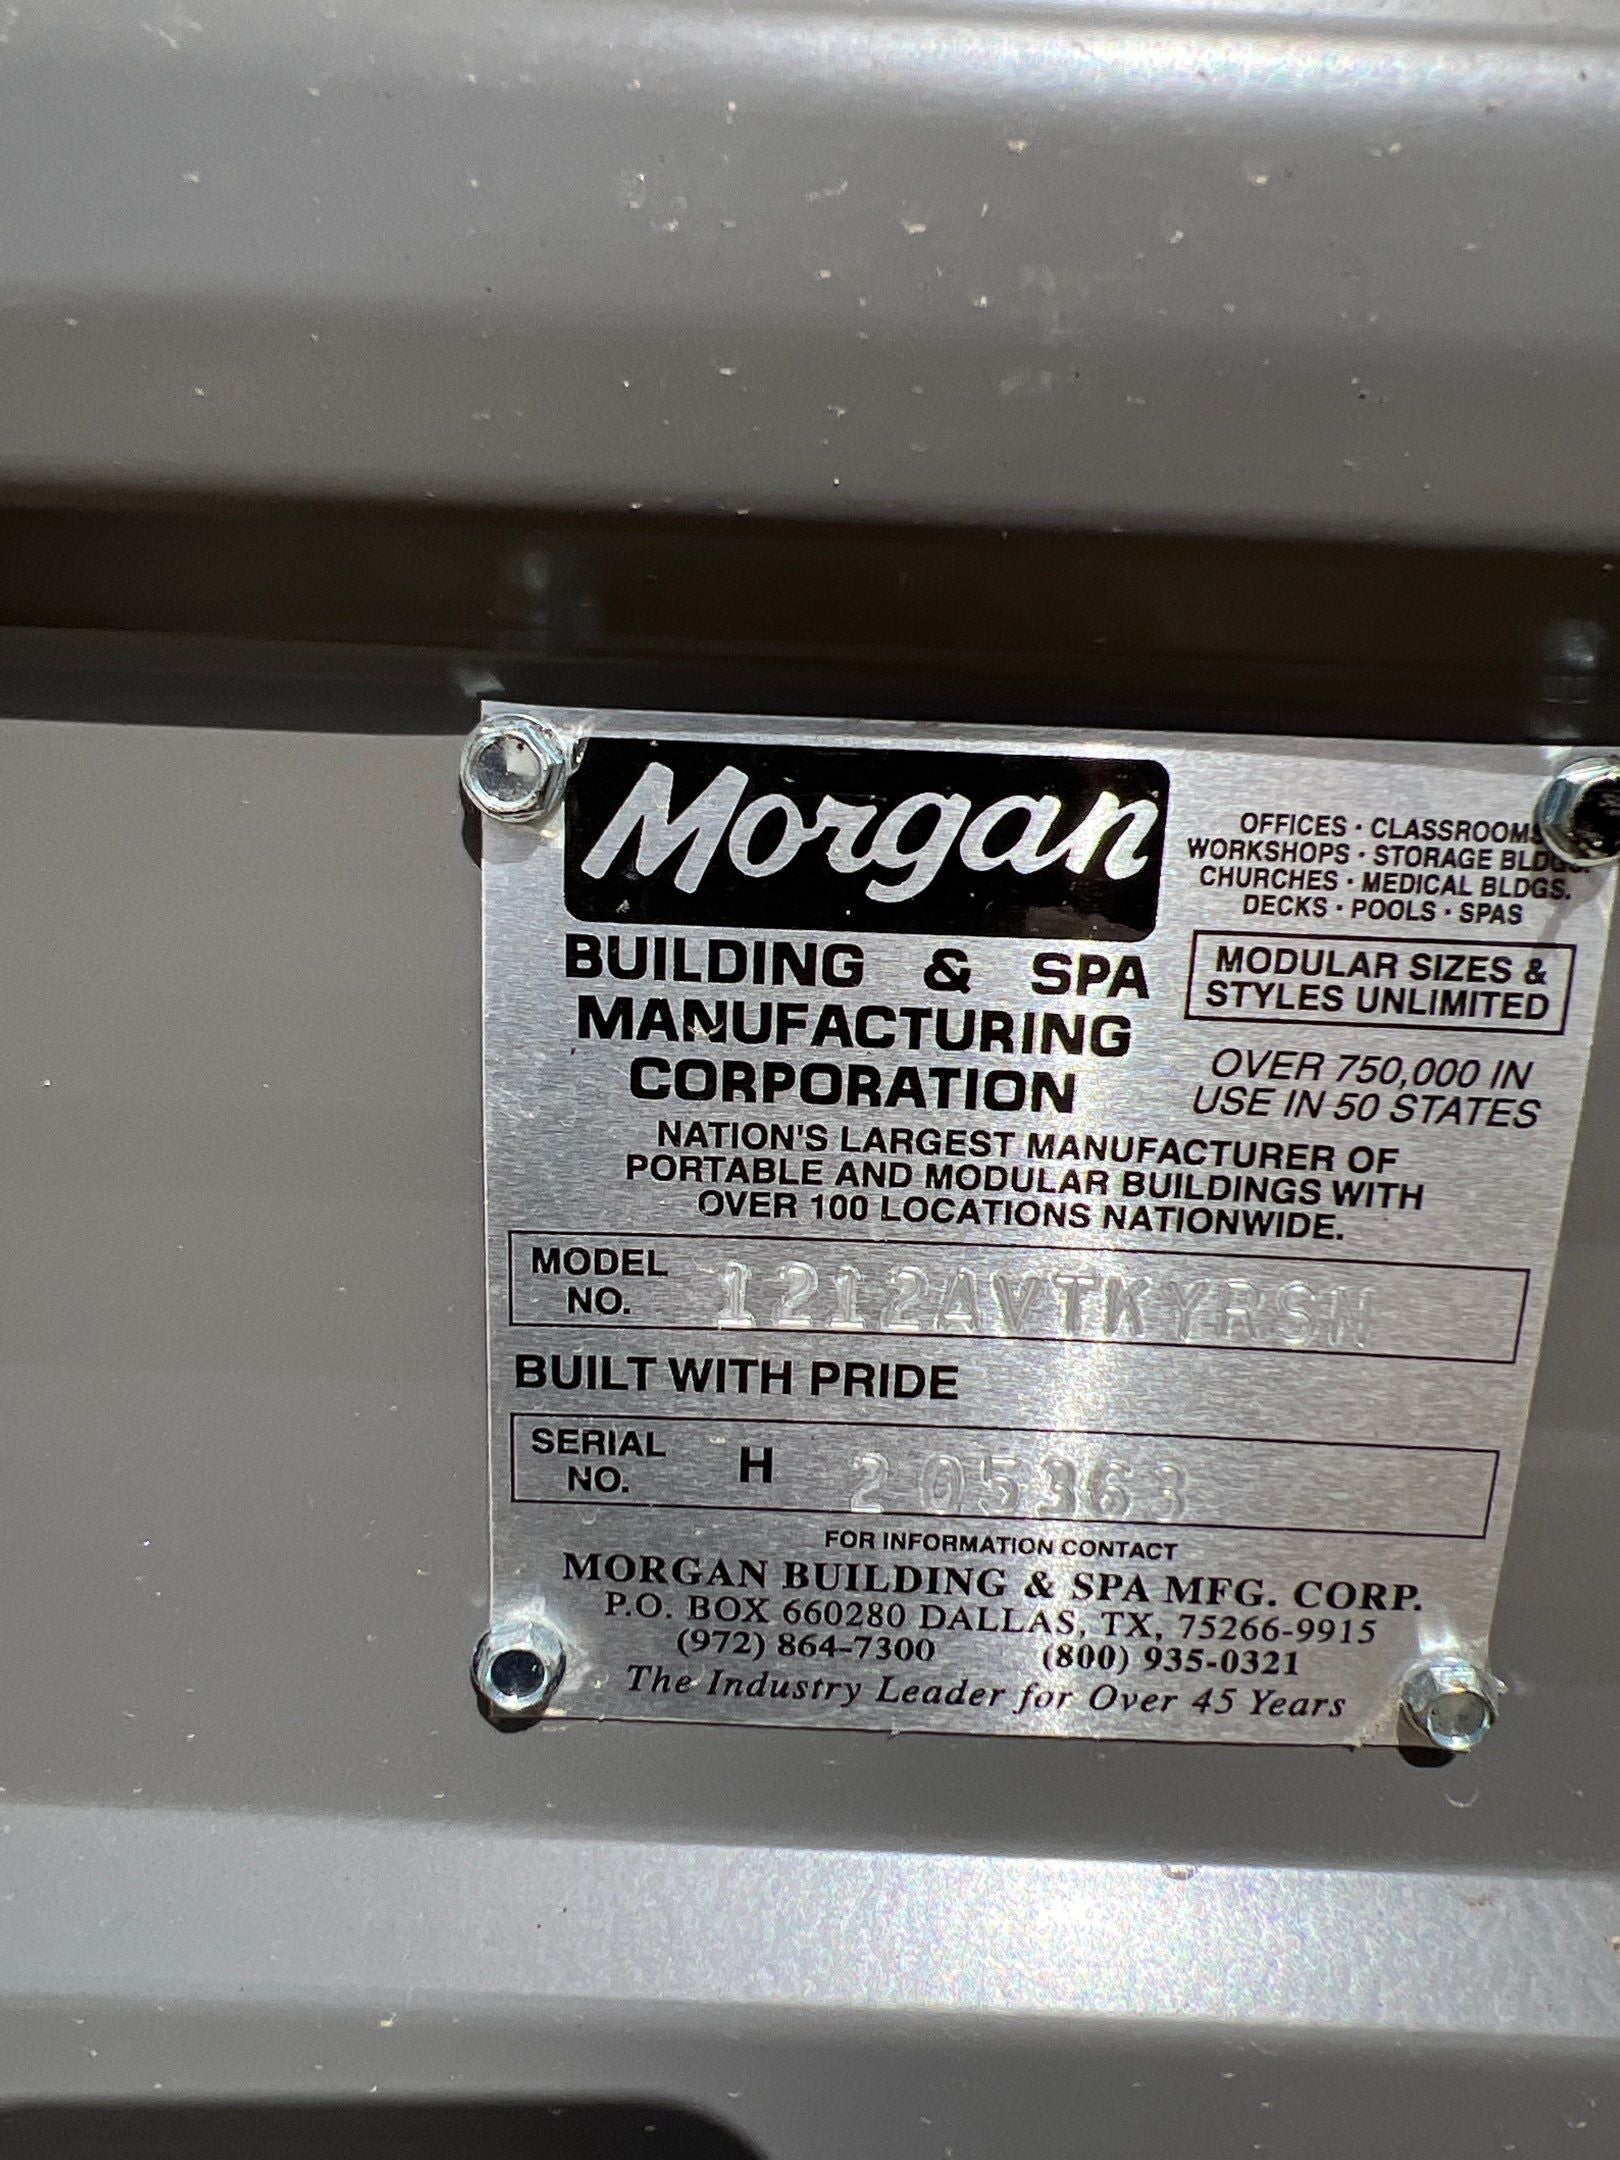 Morgan
BUILDING & SPA
MANUFACTURING
CORPORATION
OFFICES · CLASSROOMS
WORKSHOPS · STORAGE BLDGS.
CHURCHES · MEDICAL BLDGS.
DECKS · POOLS · SPAS
MODULAR SIZES &
STYLES UNLIMITED
OVER 750,000 IN
USE IN 50 STATES
NATION'S LARGEST MANUFACTURER OF
PORTABLE AND MODULAR BUILDINGS WITH
OVER 100 LOCATIONS NATIONWIDE.
MODEL NO. 1212AVTKYRSN
BUILT WITH PRIDE
SERIAL NO. H 205363
FOR INFORMATION CONTACT
MORGAN BUILDING & SPA MFG. CORP.
P.O. BOX 660280 DALLAS, TX, 75266-9915
(972) 864-7300 (800) 935-0321
The Industry Leader for Over 45 Years